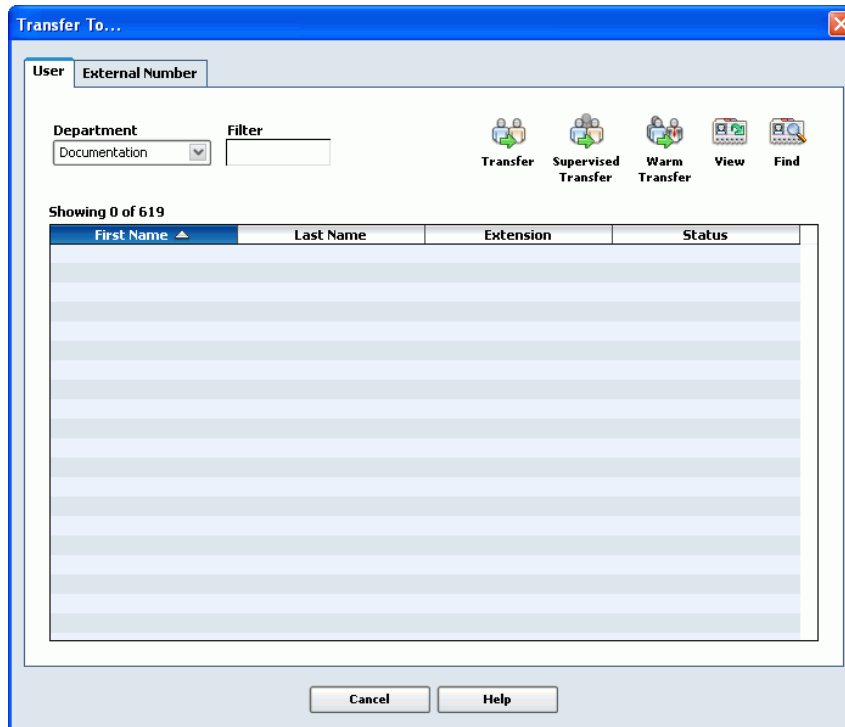 Transfer To...
User External Number
Department Filter
Documentation
Transfer Supervised Transfer Warm Transfer View Find
Showing 0 of 619
First Name Last Name Extension Status
Cancel Help